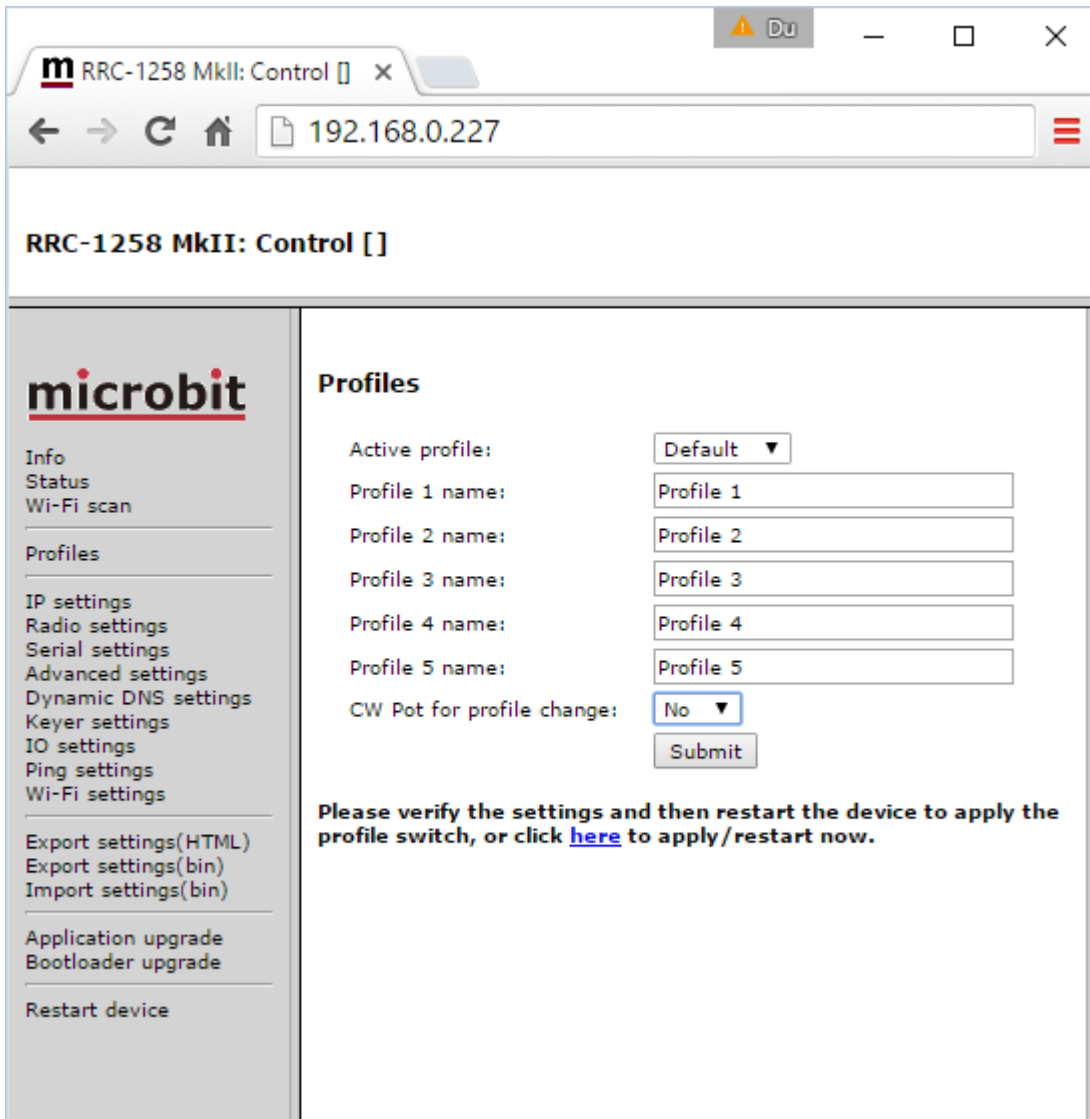 Du
RRC-1258 MkII: Control []
192.168.0.227
RRC-1258 MkII: Control []
microbit
Info
Status
Wi-Fi scan
Profiles
IP settings
Radio settings
Serial settings
Advanced settings
Dynamic DNS settings
Keyer settings
IO settings
Ping settings
Wi-Fi settings
Export settings(HTML)
Export settings(bin)
Import settings(bin)
Application upgrade
Bootloader upgrade
Restart device
Profiles
Active profile: Default
Profile 1 name: Profile 1
Profile 2 name: Profile 2
Profile 3 name: Profile 3
Profile 4 name: Profile 4
Profile 5 name: Profile 5
CW Pot for profile change: No
Submit
Please verify the settings and then restart the device to apply the
profile switch, or click here to apply/restart now.